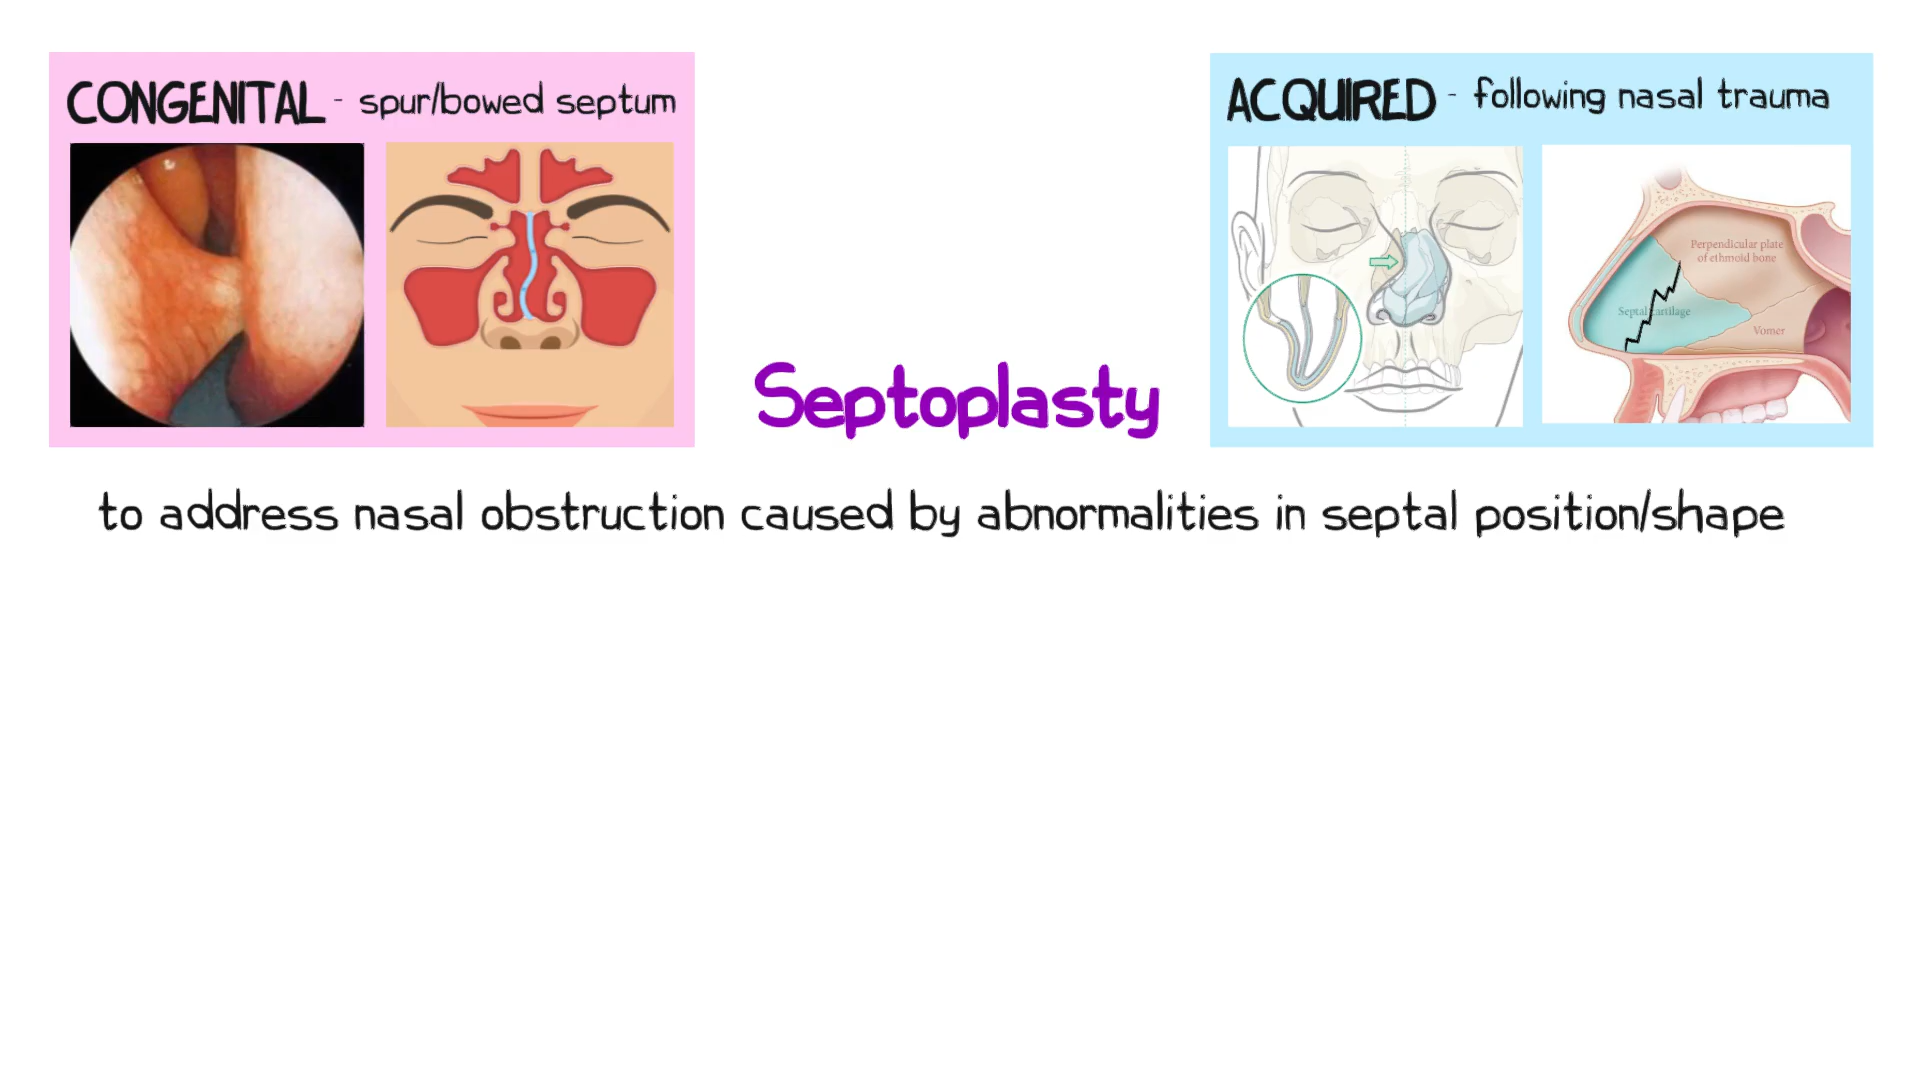 CONGENITAL - spur/bowed septum
ACQUIRED - following nasal trauma
Perpendicular plate
of ethmoid bone
Septal cartilage
Vomer
Septoplasty
to address nasal obstruction caused by abnormalities in septal position/shape